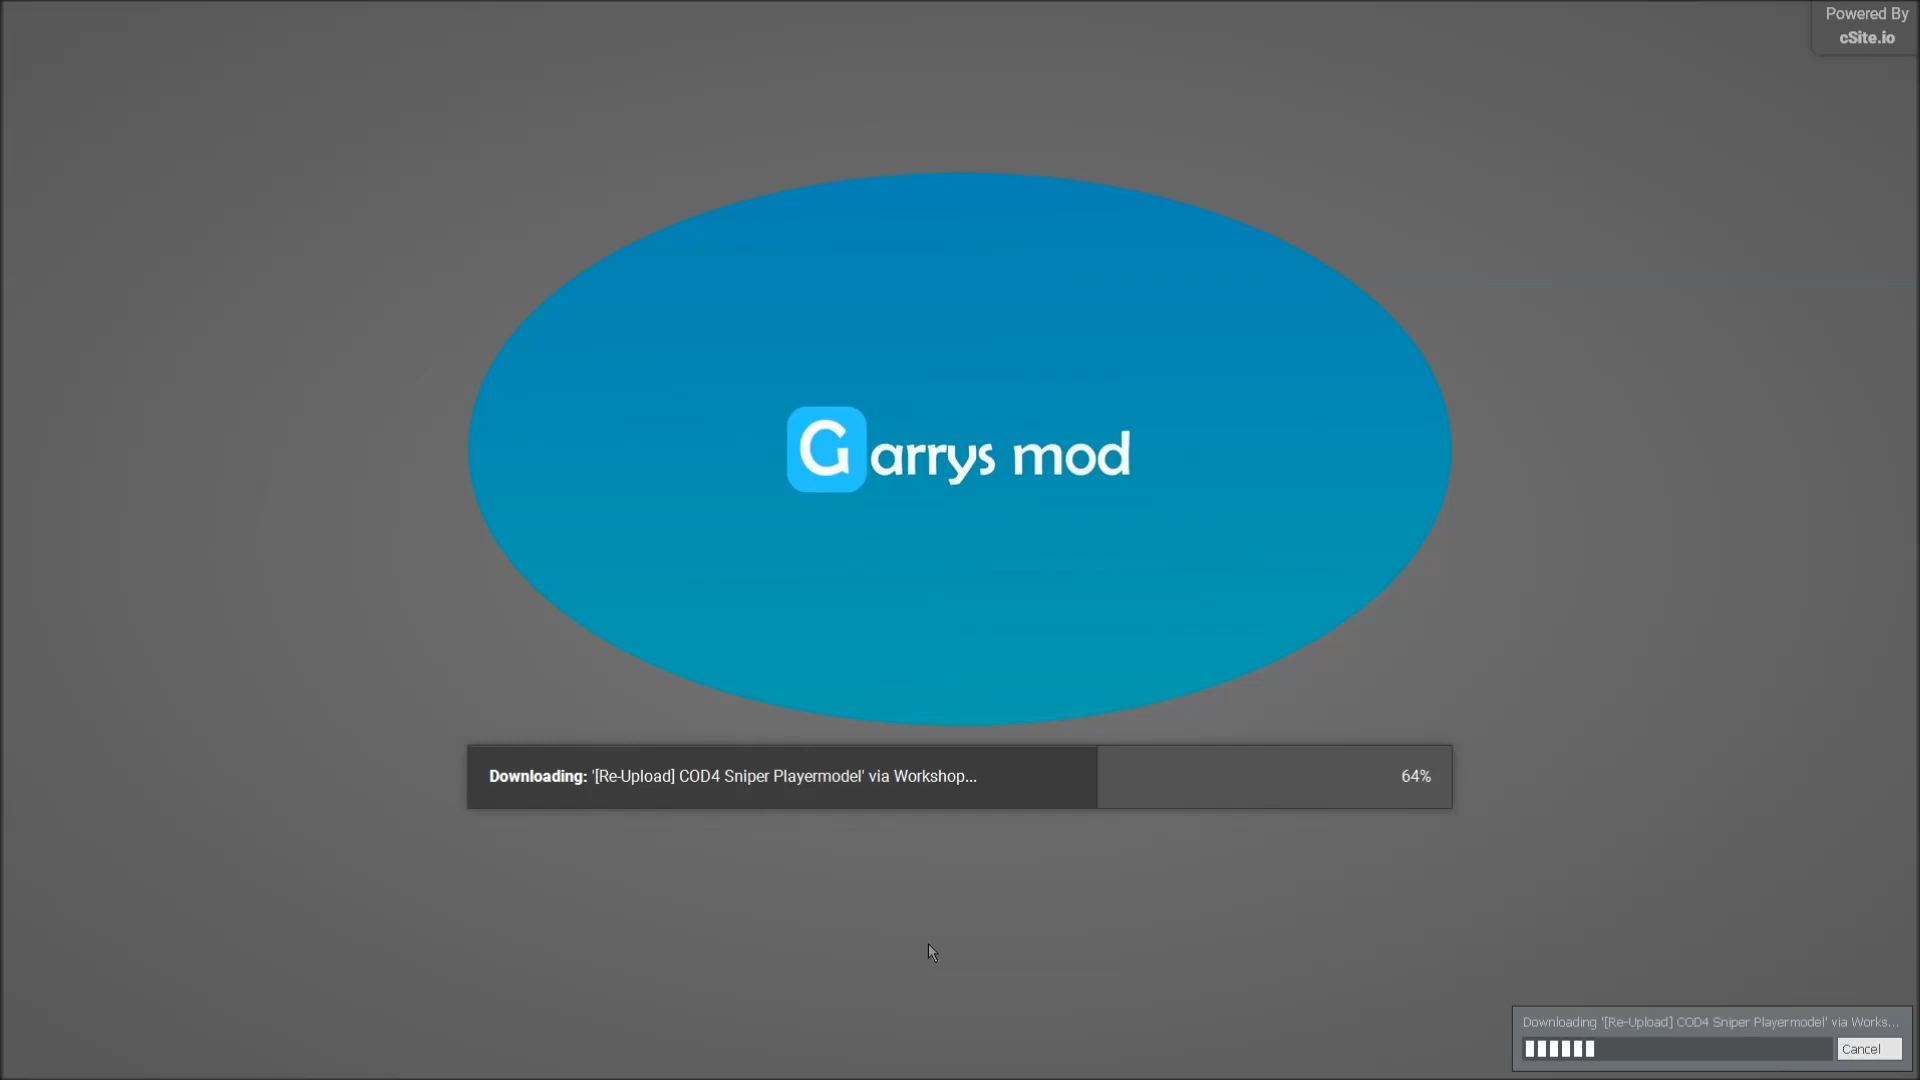 Powered By
cSite.io
Garrys mod
Downloading: '[Re-Upload] COD4 Sniper Playermodel' via Workshop...
64%
Downloading '[Re-Upload] COD4 Sniper Playermodel' via Works...
Cancel